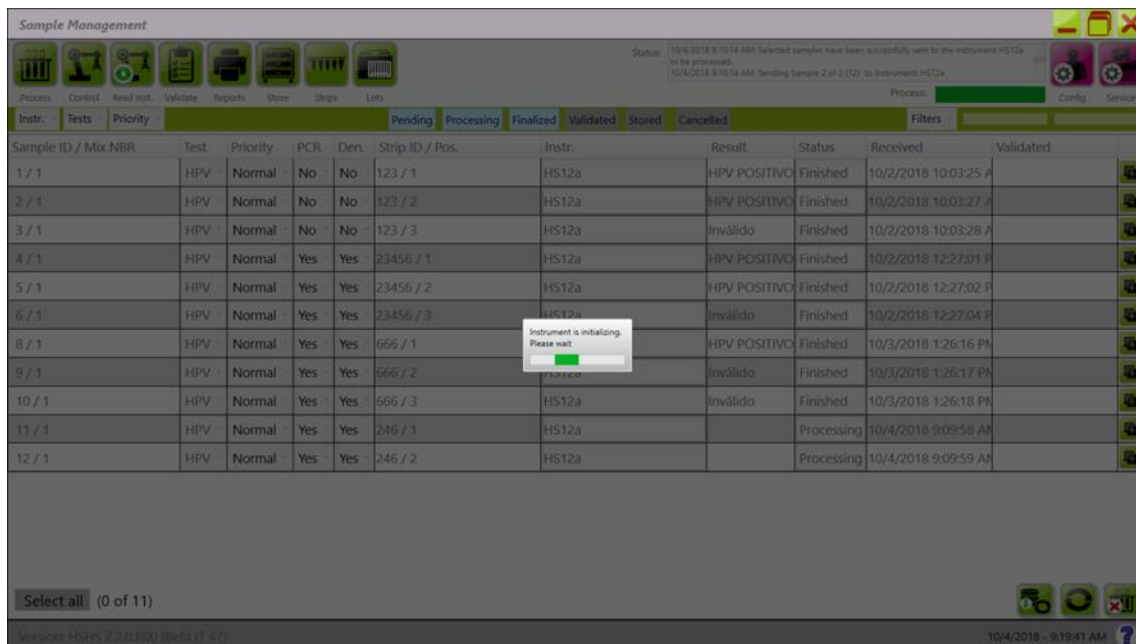 Sample Management
Status: 10/4/2018 9:10:14 AM: Selected samples have been successfully sent to the instrument HS12a
to be processed.
10/4/2018 9:10:14 AM: Sending Sample 2 of 2 (12) to Instrument: HS12a
Process:
Process Control Read Inst. Validate Reports Store Strips Lots Config Service
Instr. Tests Priority Pending Processing Finalized Validated Stored Cancelled Filters
Sample ID / Mix NBR Test Priority PCR Den. Strip ID / Pos. Instr. Result Status Received Validated
1 / 1 HPV Normal No No 123 / 1 HS12a HPV POSITIVO Finished 10/2/2018 10:03:25 A
2 / 1 HPV Normal No No 123 / 2 HS12a HPV POSITIVO Finished 10/2/2018 10:03:27 A
3 / 1 HPV Normal No No 123 / 3 HS12a Inválido Finished 10/2/2018 10:03:28 A
4 / 1 HPV Normal Yes Yes 23456 / 1 HS12a HPV POSITIVO Finished 10/2/2018 12:27:01 P
5 / 1 HPV Normal Yes Yes 23456 / 2 HS12a HPV POSITIVO Finished 10/2/2018 12:27:02 P
6 / 1 HPV Normal Yes Yes 23456 / 3 HS12a Inválido Finished 10/2/2018 12:27:04 P
Instrument is initializing.
Please wait
8 / 1 HPV Normal Yes Yes 666 / 1 HPV POSITIVO Finished 10/3/2018 1:26:16 PM
9 / 1 HPV Normal Yes Yes 666 / 2 HS12a Inválido Finished 10/3/2018 1:26:17 PM
10 / 1 HPV Normal Yes Yes 666 / 3 HS12a Inválido Finished 10/3/2018 1:26:18 PM
11 / 1 HPV Normal Yes Yes 246 / 1 HS12a Processing 10/4/2018 9:09:58 AM
12 / 1 HPV Normal Yes Yes 246 / 2 HS12a Processing 10/4/2018 9:09:59 AM
Select all (0 of 11)
Version: HSHS 2.2.0.R00 (Beta IT 47) 10/4/2018 - 9:19:41 AM